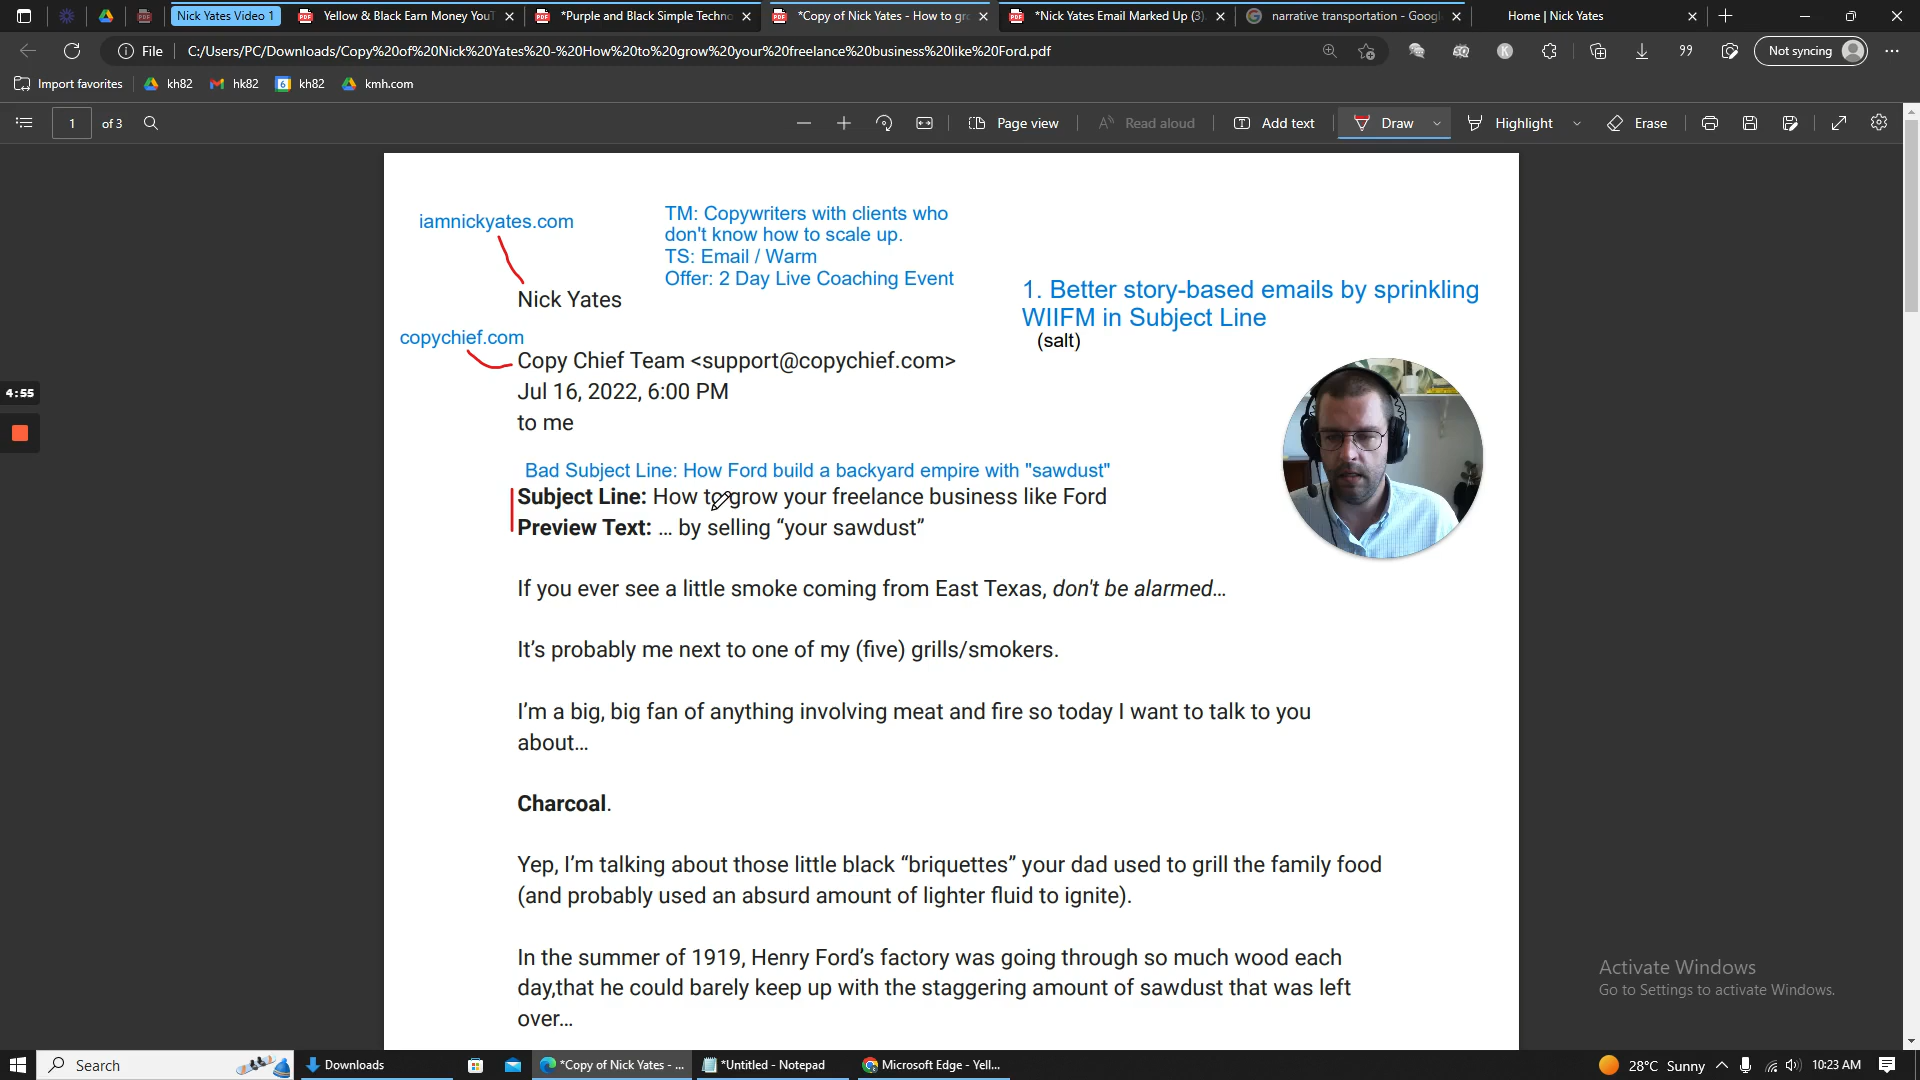 Nick Yates Video 1
Yellow & Black Earn Money You
*Purple and Black Simple Techno
*Copy of Nick Yates - How to gr
*Nick Yates Email Marked Up (3)
narrative transportation - Googl
Home | Nick Yates
File
C:/Users/PC/Downloads/Copy%20of%20Nick%20Yates%20-%20How%20to%20grow%20your%20freelance%20business%20like%20Ford.pdf
Not syncing
Import favorites
kh82
hk82
kh82
kmh.com
1
of 3
Page view
Read aloud
Add text
Draw
Highlight
Erase
iamnickyates.com
TM: Copywriters with clients who
don't know how to scale up.
TS: Email / Warm
Offer: 2 Day Live Coaching Event
1. Better story-based emails by sprinkling
WIIFM in Subject Line
(salt)
Nick Yates
copychief.com
Copy Chief Team <support@copychief.com>
Jul 16, 2022, 6:00 PM
to me
4:55
Bad Subject Line: How Ford build a backyard empire with "sawdust"
Subject Line: How to grow your freelance business like Ford
Preview Text: ... by selling “your sawdust”
If you ever see a little smoke coming from East Texas, don't be alarmed...
It’s probably me next to one of my (five) grills/smokers.
I’m a big, big fan of anything involving meat and fire so today I want to talk to you
about...
Charcoal.
Yep, I’m talking about those little black “briquettes” your dad used to grill the family food
(and probably used an absurd amount of lighter fluid to ignite).
In the summer of 1919, Henry Ford’s factory was going through so much wood each
day,that he could barely keep up with the staggering amount of sawdust that was left
over...
Activate Windows
Go to Settings to activate Windows.
Search
Downloads
*Copy of Nick Yates - ...
*Untitled - Notepad
Microsoft Edge - Yell...
28°C Sunny
10:23 AM